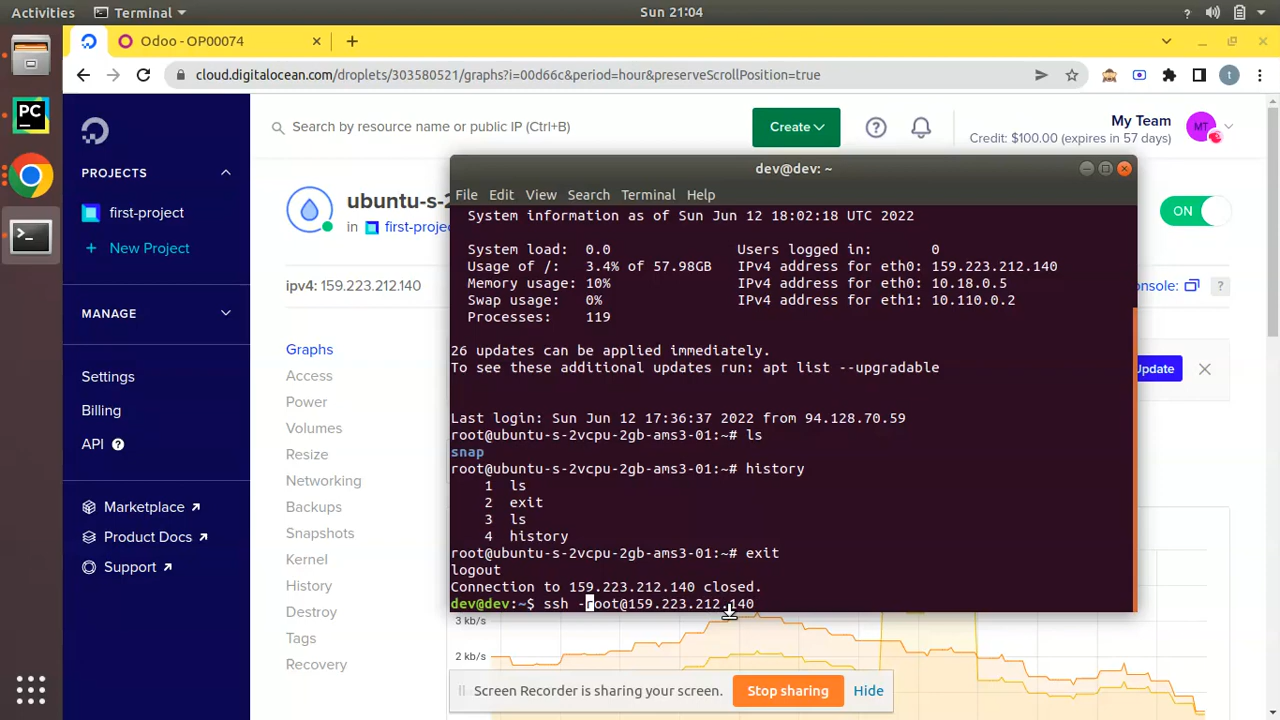 Activities Terminal Sun 21:04 ?
Odoo - OP00074
cloud.digitalocean.com/droplets/303580521/graphs?i=00d66c&period=hour&preserveScrollPosition=true t
PC
Search by resource name or public IP (Ctrl+B) Create ? My Team MT
Credit: $100.00 (expires in 57 days)
PROJECTS
first-project
+ New Project
MANAGE
Settings
Billing
API ?
Marketplace
Product Docs
Support
ubuntu-s-2
in first-projec
ON
ipv4: 159.223.212.140
onsole: ?
Update
Graphs
Access
Power
Volumes
Resize
Networking
Backups
Snapshots
Kernel
History
Destroy
Tags
Recovery
dev@dev: ~
File Edit View Search Terminal Help
System information as of Sun Jun 12 18:02:18 UTC 2022
System load: 0.0 Users logged in: 0
Usage of /: 3.4% of 57.98GB IPv4 address for eth0: 159.223.212.140
Memory usage: 10% IPv4 address for eth0: 10.18.0.5
Swap usage: 0% IPv4 address for eth1: 10.110.0.2
Processes: 119
26 updates can be applied immediately.
To see these additional updates run: apt list --upgradable
Last login: Sun Jun 12 17:36:37 2022 from 94.128.70.59
root@ubuntu-s-2vcpu-2gb-ams3-01:~# ls
snap
root@ubuntu-s-2vcpu-2gb-ams3-01:~# history
1 ls
2 exit
3 ls
4 history
root@ubuntu-s-2vcpu-2gb-ams3-01:~# exit
logout
Connection to 159.223.212.140 closed.
dev@dev:~$ ssh -root@159.223.212.140
3 kb/s
2 kb/s
Screen Recorder is sharing your screen. Stop sharing Hide